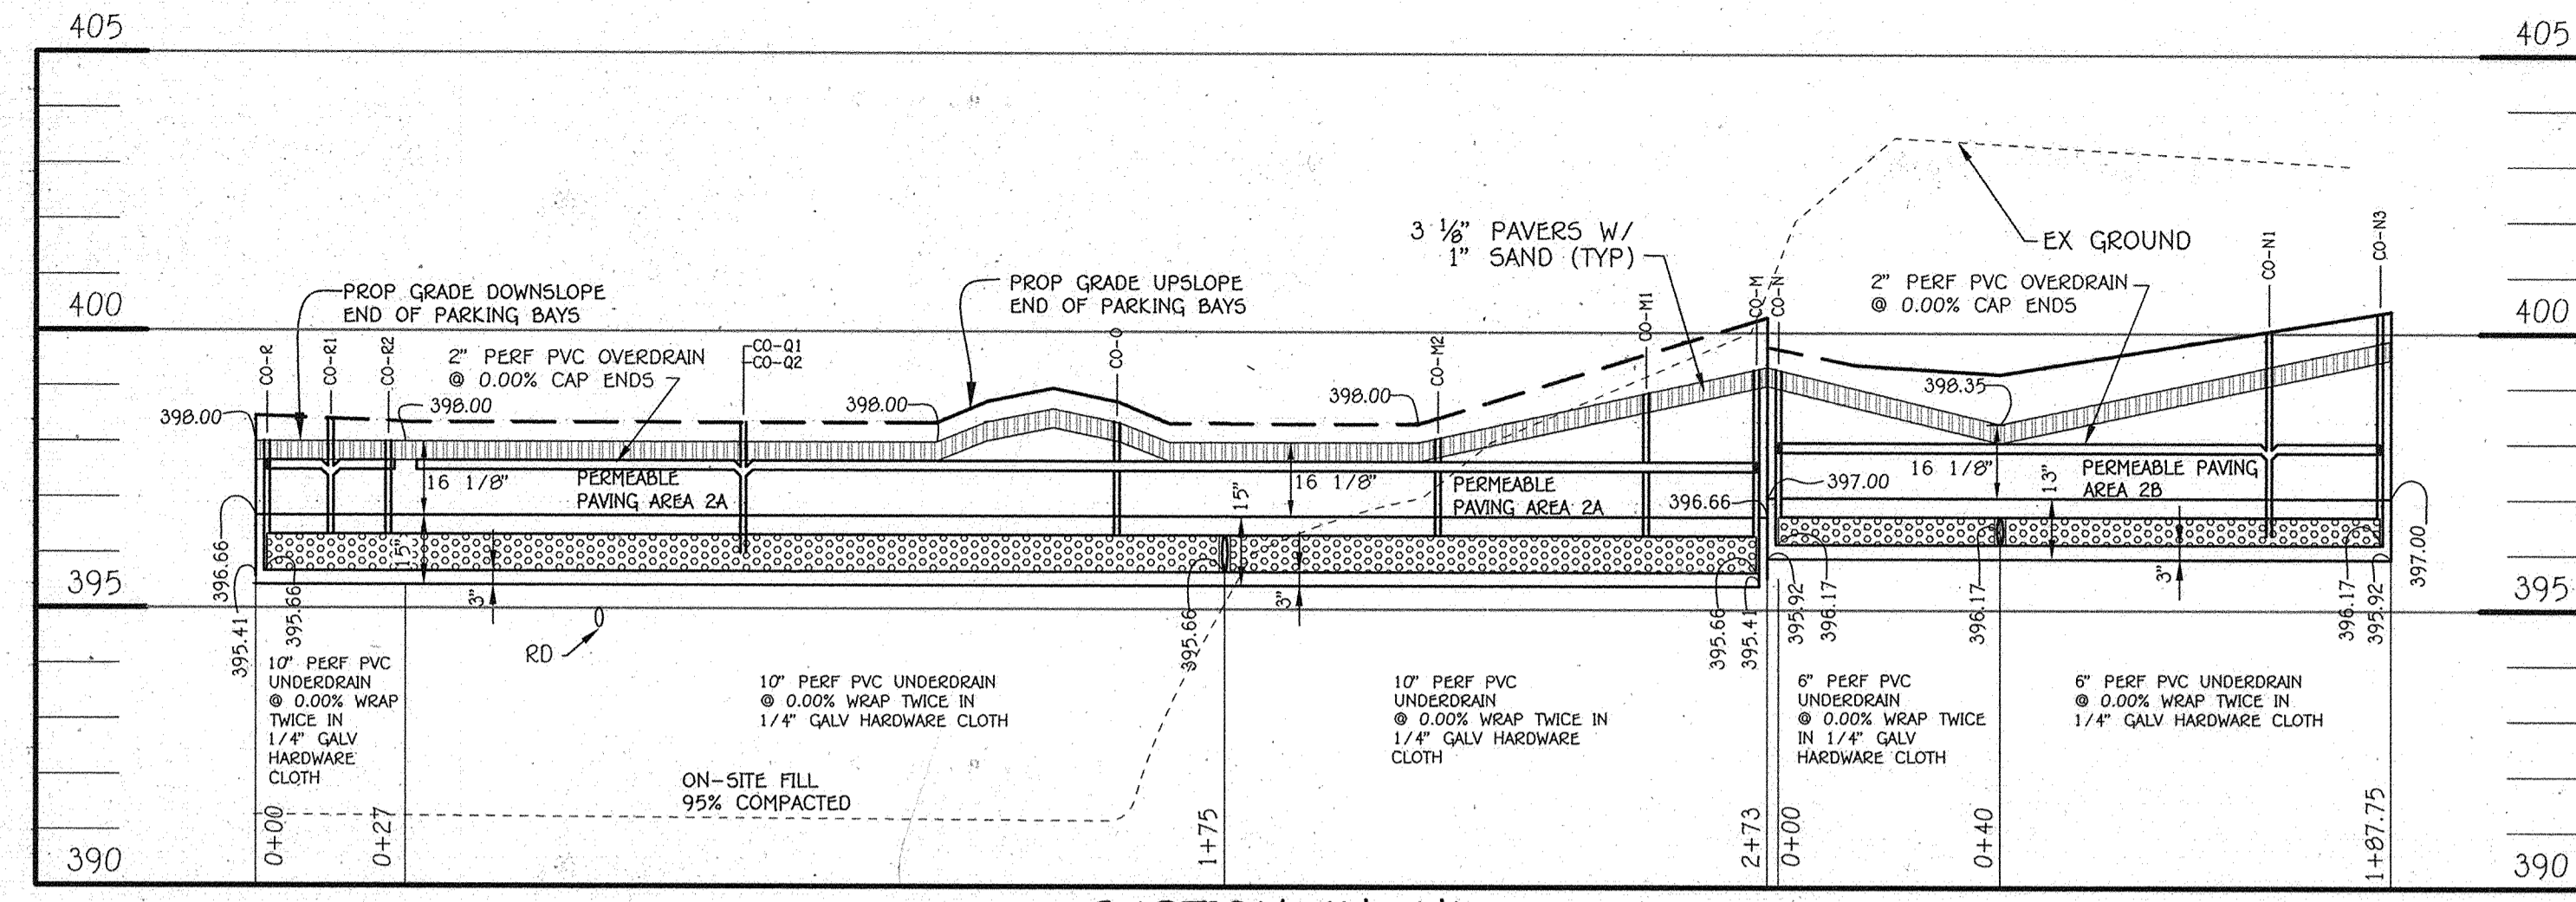 405
405
CO-N3
3 1/8" PAVERS W/
1" SAND (TYP)
EX GROUND
CO-N1
PROP GRADE DOWNSLOPE
END OF PARKING BAYS
PROP GRADE UPSLOPE
END OF PARKING BAYS
CO-M
CO-N
2" PERF PVC OVERDRAIN
@ 0.00% CAP ENDS
400
400
CO-R
CO-R1
CO-R2
2" PERF PVC OVERDRAIN
@ 0.00% CAP ENDS
CO-Q1
CO-Q2
CO-O
CO-M2
CO-M1
398.00
398.00
398.00
398.00
398.35
16 1/8"
PERMEABLE
PAVING AREA 2A
15"
16 1/8"
PERMEABLE
PAVING AREA 2A
396.66
397.00
16 1/8"
13"
PERMEABLE PAVING
AREA 2B
396.66
15"
395
395
395.41
395.66
3"
RD
395.66
3"
395.66
395.41
395.92
396.17
396.17
3"
396.17
395.92
397.00
10" PERF PVC
UNDERDRAIN
@ 0.00% WRAP
TWICE IN
1/4" GALV
HARDWARE
CLOTH
10" PERF PVC UNDERDRAIN
@ 0.00% WRAP TWICE IN
1/4" GALV HARDWARE CLOTH
10" PERF PVC
UNDERDRAIN
@ 0.00% WRAP TWICE IN
1/4" GALV HARDWARE
CLOTH
6" PERF PVC
UNDERDRAIN
@ 0.00% WRAP TWICE
IN 1/4" GALV
HARDWARE CLOTH
6" PERF PVC UNDERDRAIN
@ 0.00% WRAP TWICE IN
1/4" GALV HARDWARE CLOTH
ON-SITE FILL
95% COMPACTED
390
0+00
0+27
1+75
2+73
0+00
0+40
1+87.75
390